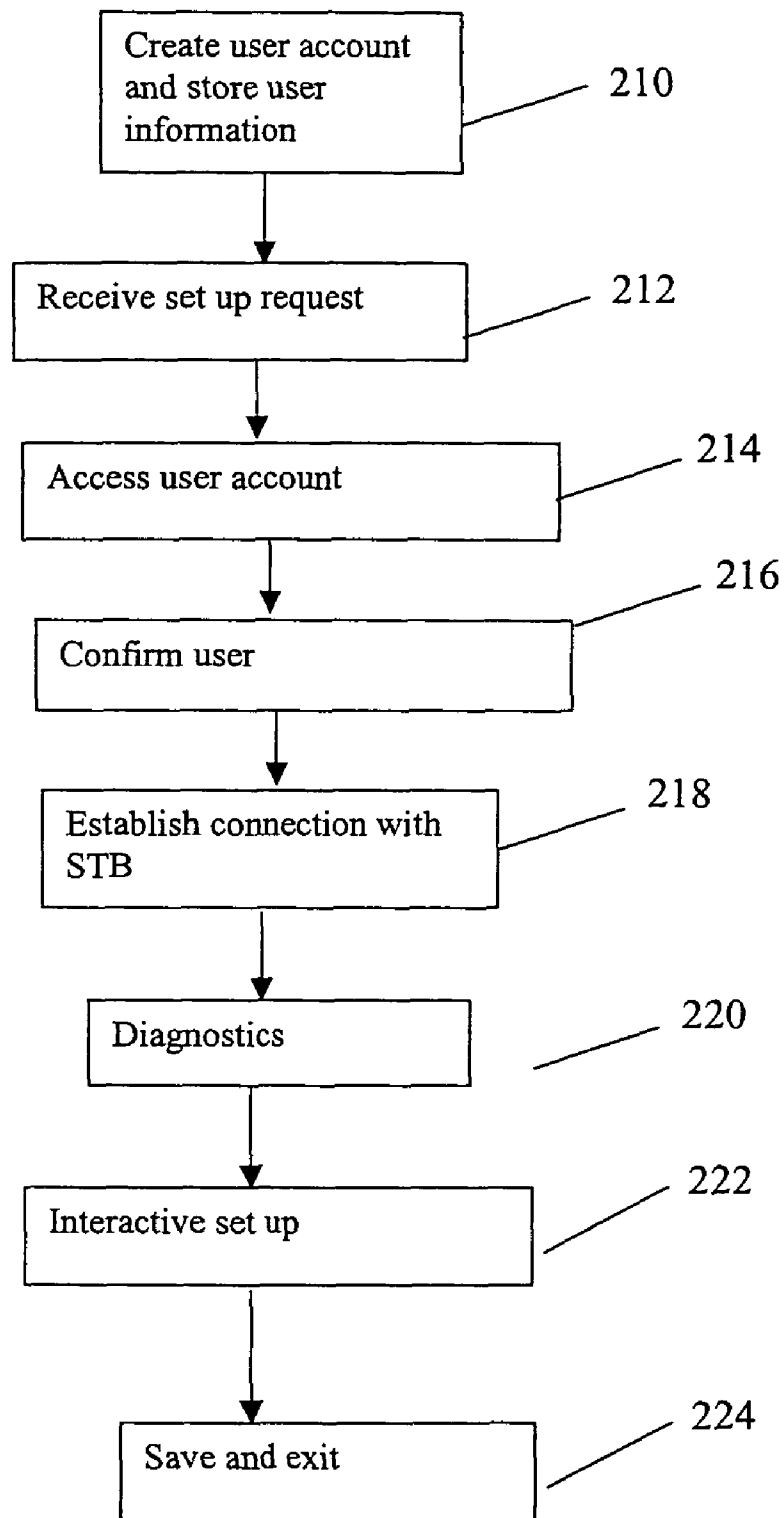 Create user account
and store user
information
210
Receive set up request
212
Access user account
214
216
Confirm user
Establish connection with
STB
218
Diagnostics
220
Interactive set up
222
Save and exit
224